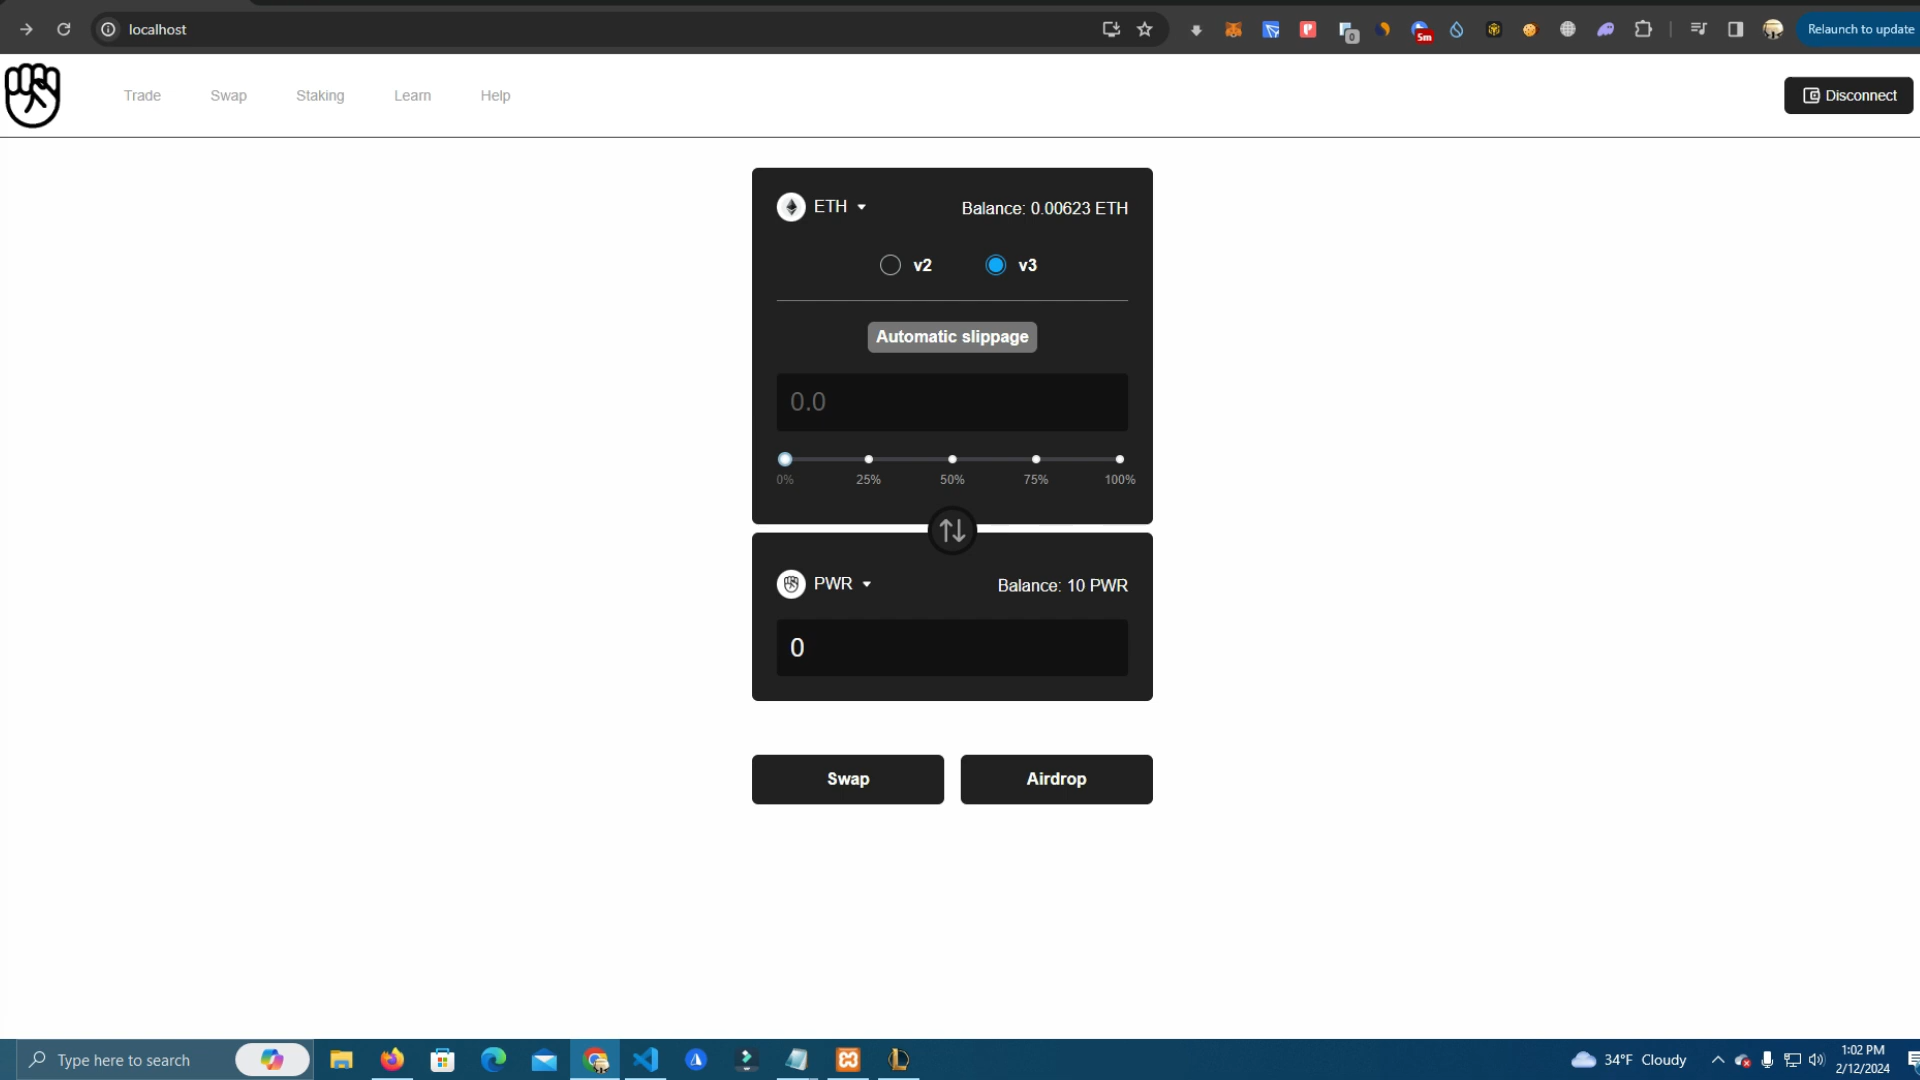 localhost
0
5m
Relaunch to update
Trade
Swap
Staking
Learn
Help
Disconnect
ETH
Balance: 0.00623 ETH
v2
v3
Automatic slippage
0.0
0%
25%
50%
75%
100%
PWR
Balance: 10 PWR
0
Swap
Airdrop
Type here to search
34°F Cloudy
1:02 PM
2/12/2024